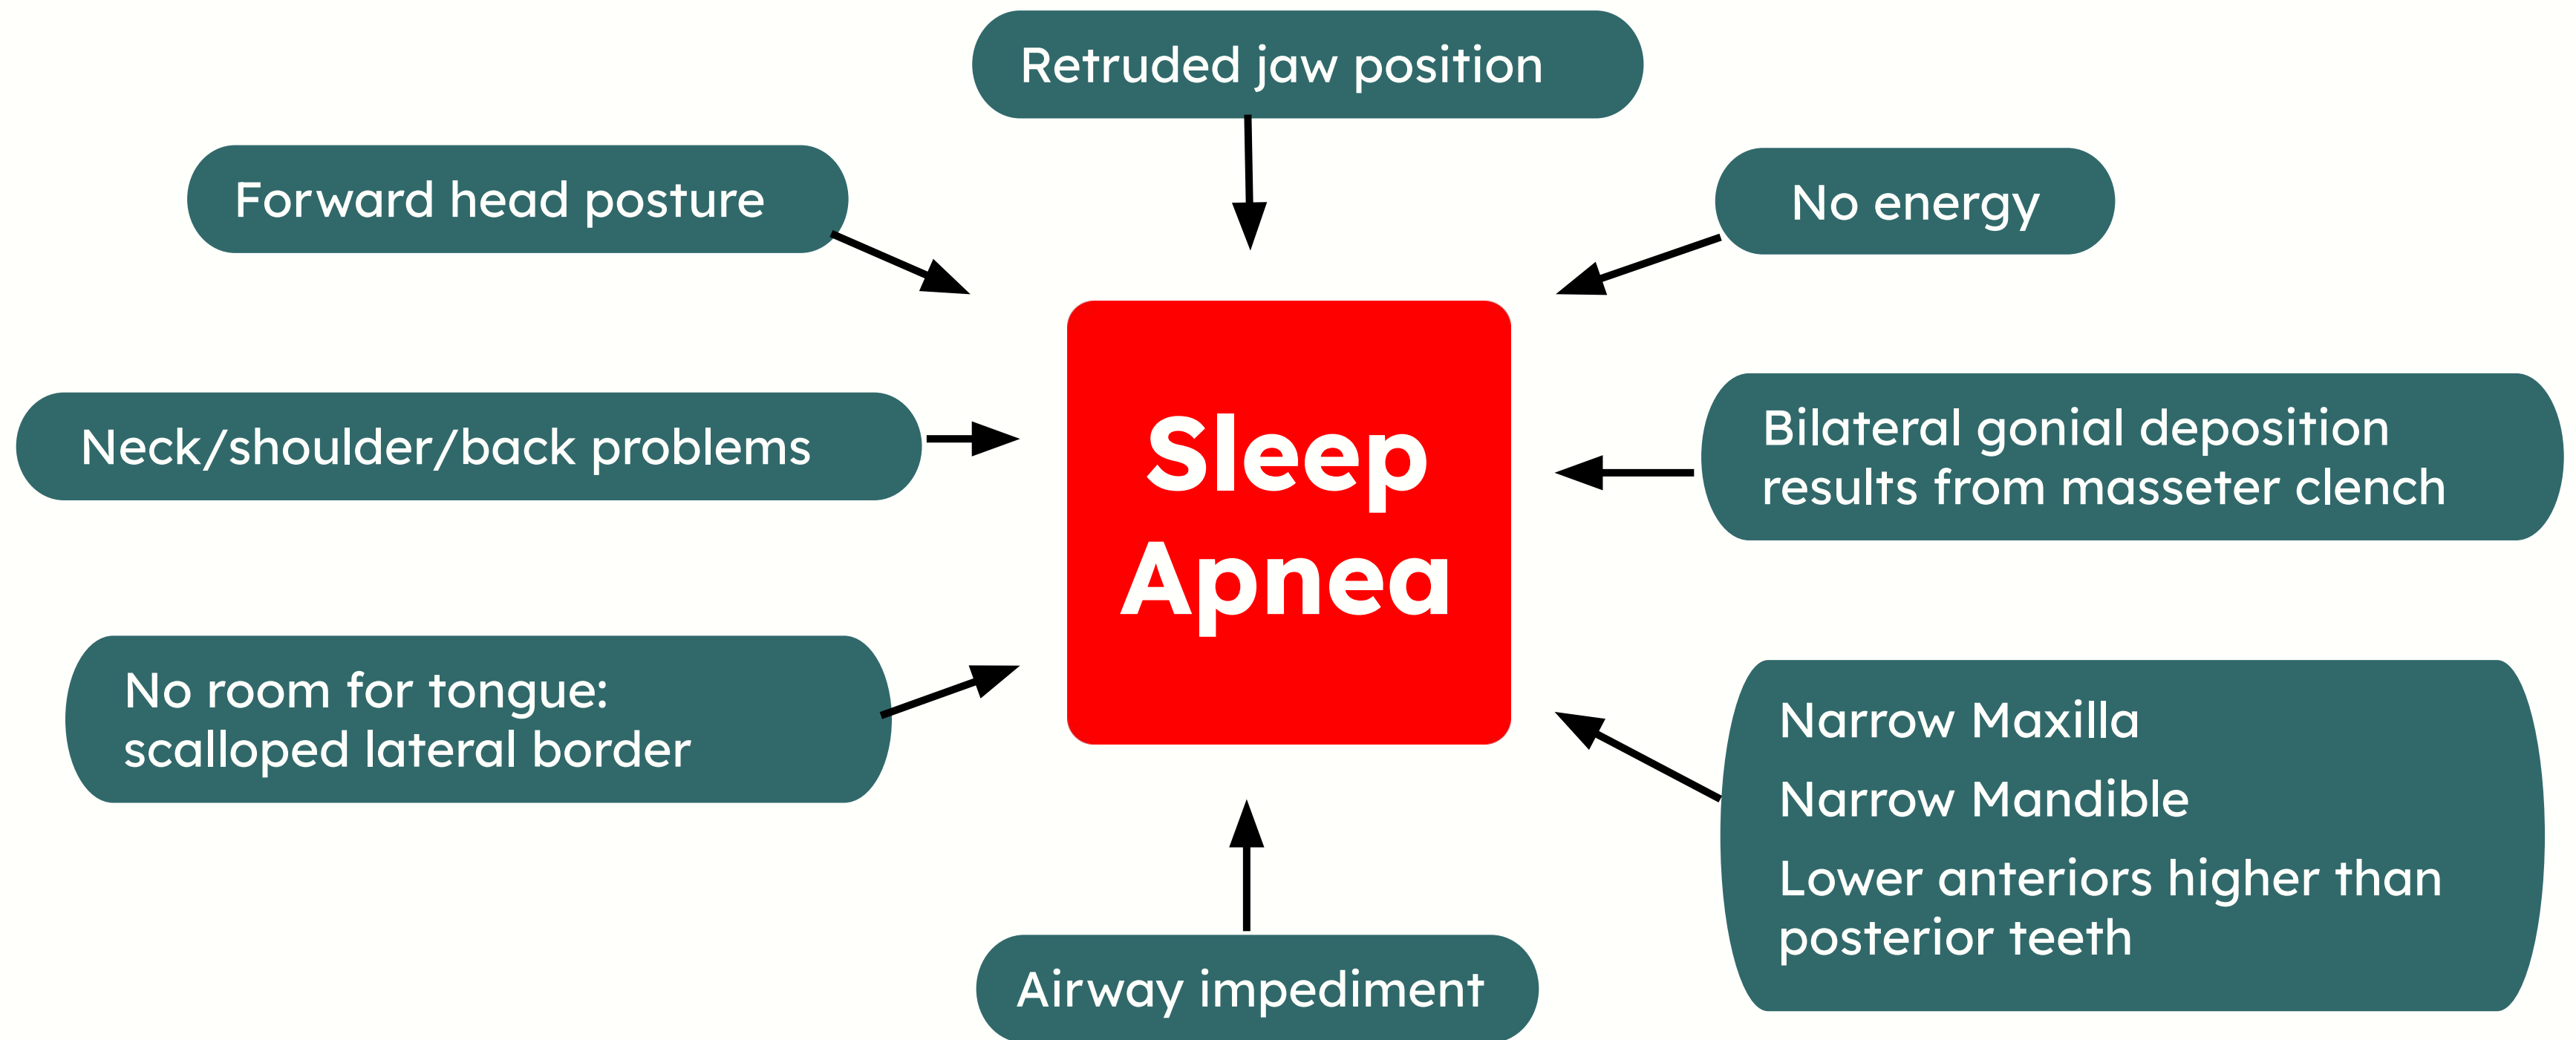 Retruded jaw position
Forward head posture
No energy
Neck/shoulder/back problems
Sleep
Apnea
Bilateral gonial deposition
results from masseter clench
No room for tongue:
scalloped lateral border
Narrow Maxilla
Narrow Mandible
Lower anteriors higher than
posterior teeth
Airway impediment